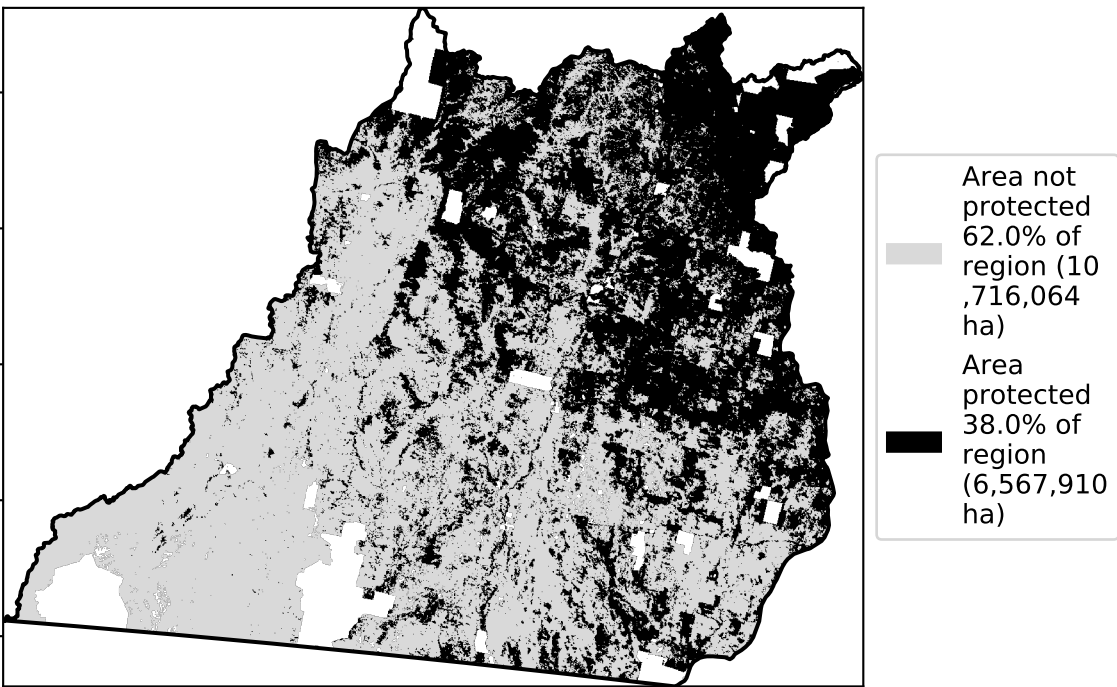 Area not
protected
62.0% of
region (10
,716,064
ha)
Area
protected
38.0% of
region
(6,567,910
ha)